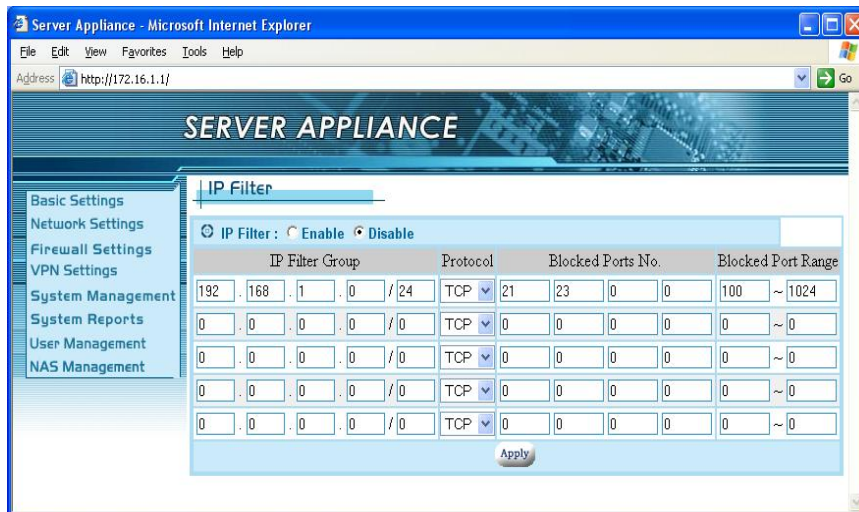 Server Appliance - Microsoft Internet Explorer
File Edit View Favorites Tools Help
Address http://172.16.1.1/ Go
SERVER APPLIANCE
Basic Settings
Network Settings
Firewall Settings
VPN Settings
System Management
System Reports
User Management
NAS Management
IP Filter
IP Filter : Enable Disable
IP Filter Group Protocol Blocked Ports No. Blocked Port Range
192 . 168 . 1 . 0 / 24 TCP 21 23 0 0 100 ~ 1024
0 . 0 . 0 . 0 / 0 TCP 0 0 0 0 0 ~ 0
0 . 0 . 0 . 0 / 0 TCP 0 0 0 0 0 ~ 0
0 . 0 . 0 . 0 / 0 TCP 0 0 0 0 0 ~ 0
0 . 0 . 0 . 0 / 0 TCP 0 0 0 0 0 ~ 0
Apply